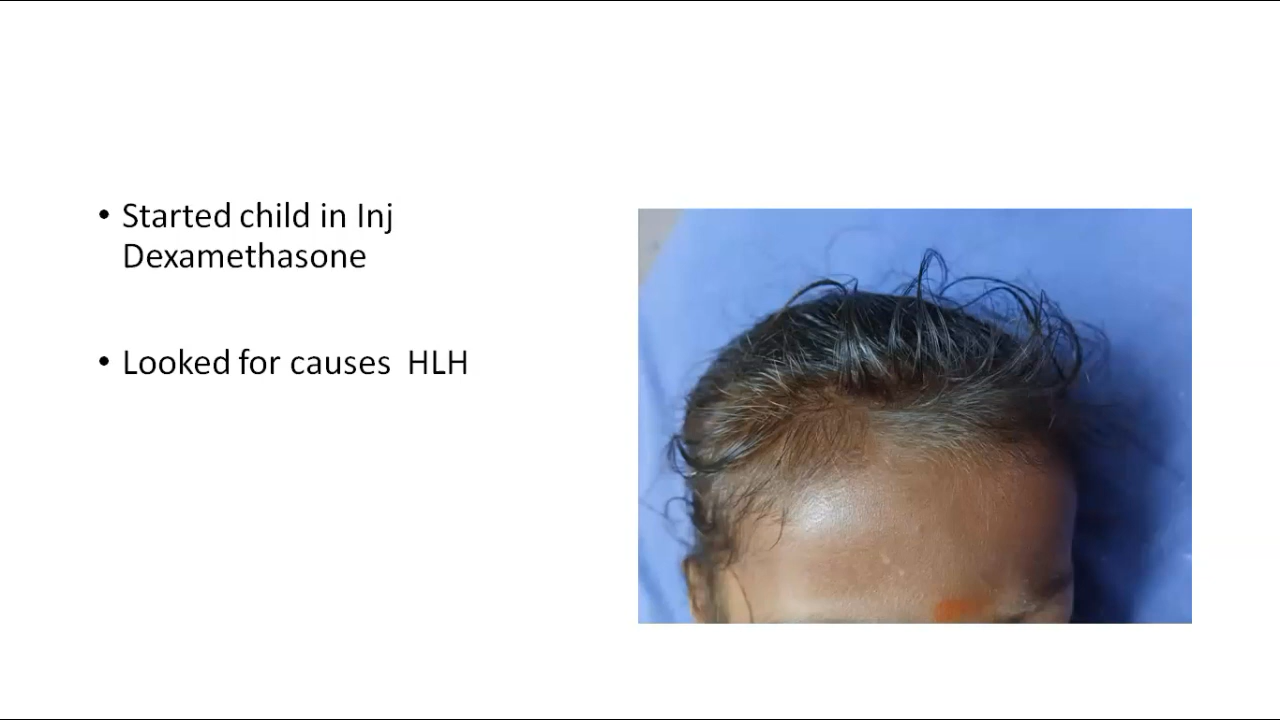 • Started child in Inj
Dexamethasone
• Looked for causes  HLH